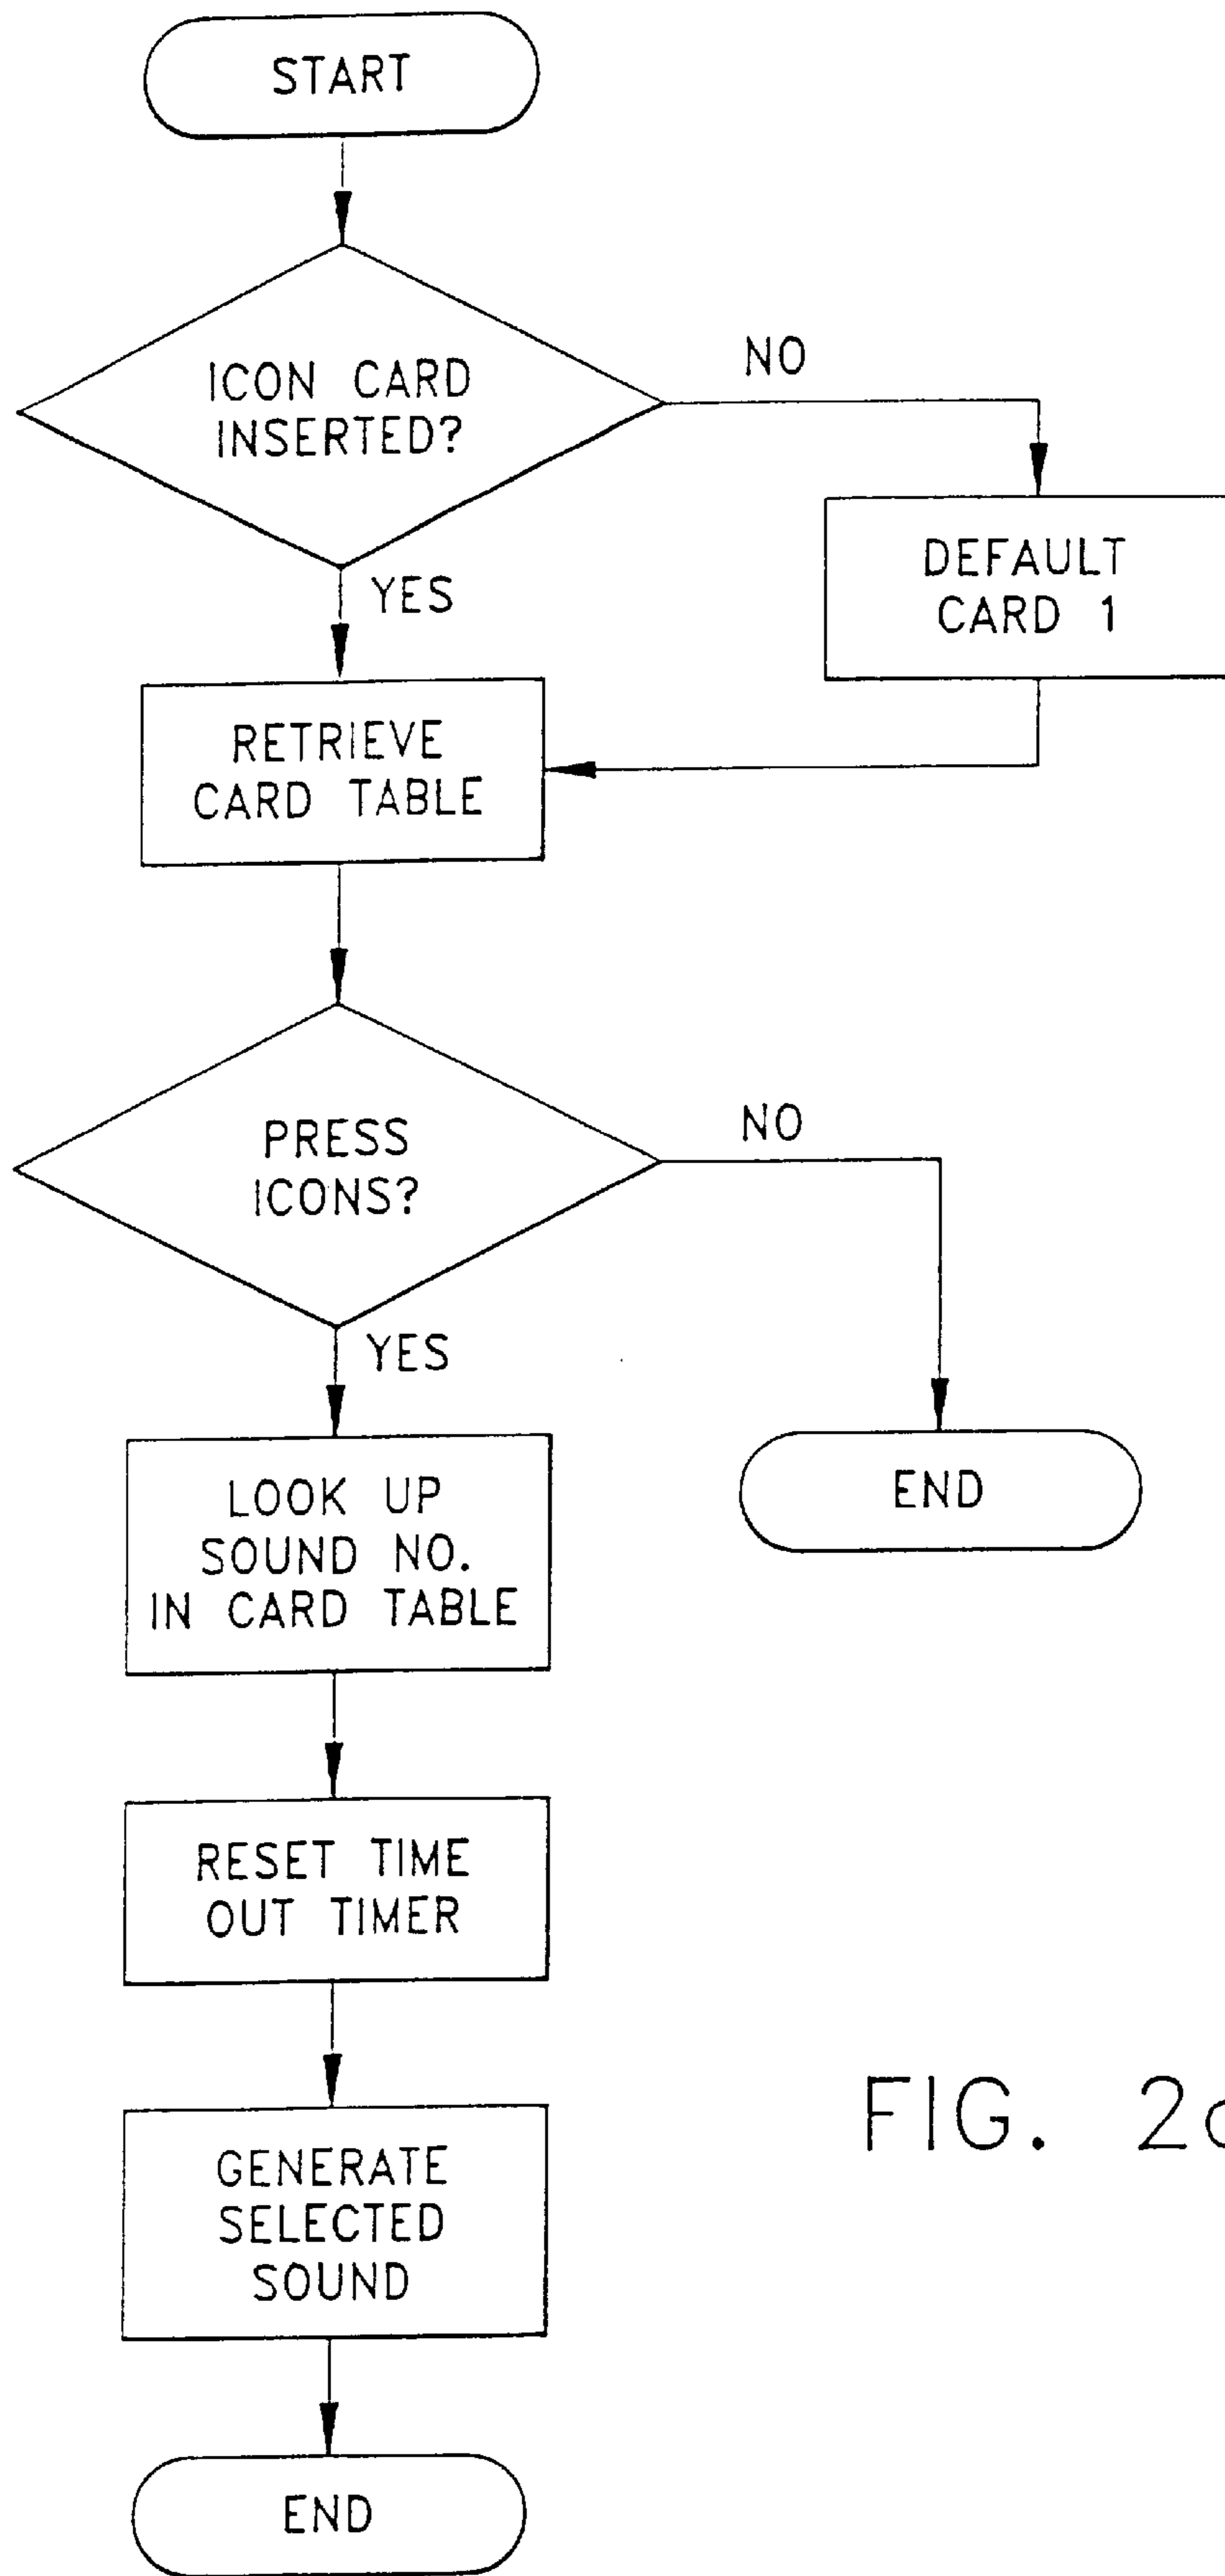 START
ICON CARD
INSERTED?
NO
DEFAULT
CARD 1
YES
RETRIEVE
CARD TABLE
PRESS
ICONS?
NO
YES
END
LOOK UP
SOUND NO.
IN CARD TABLE
RESET TIME
OUT TIMER
GENERATE
SELECTED
SOUND
FIG.
END